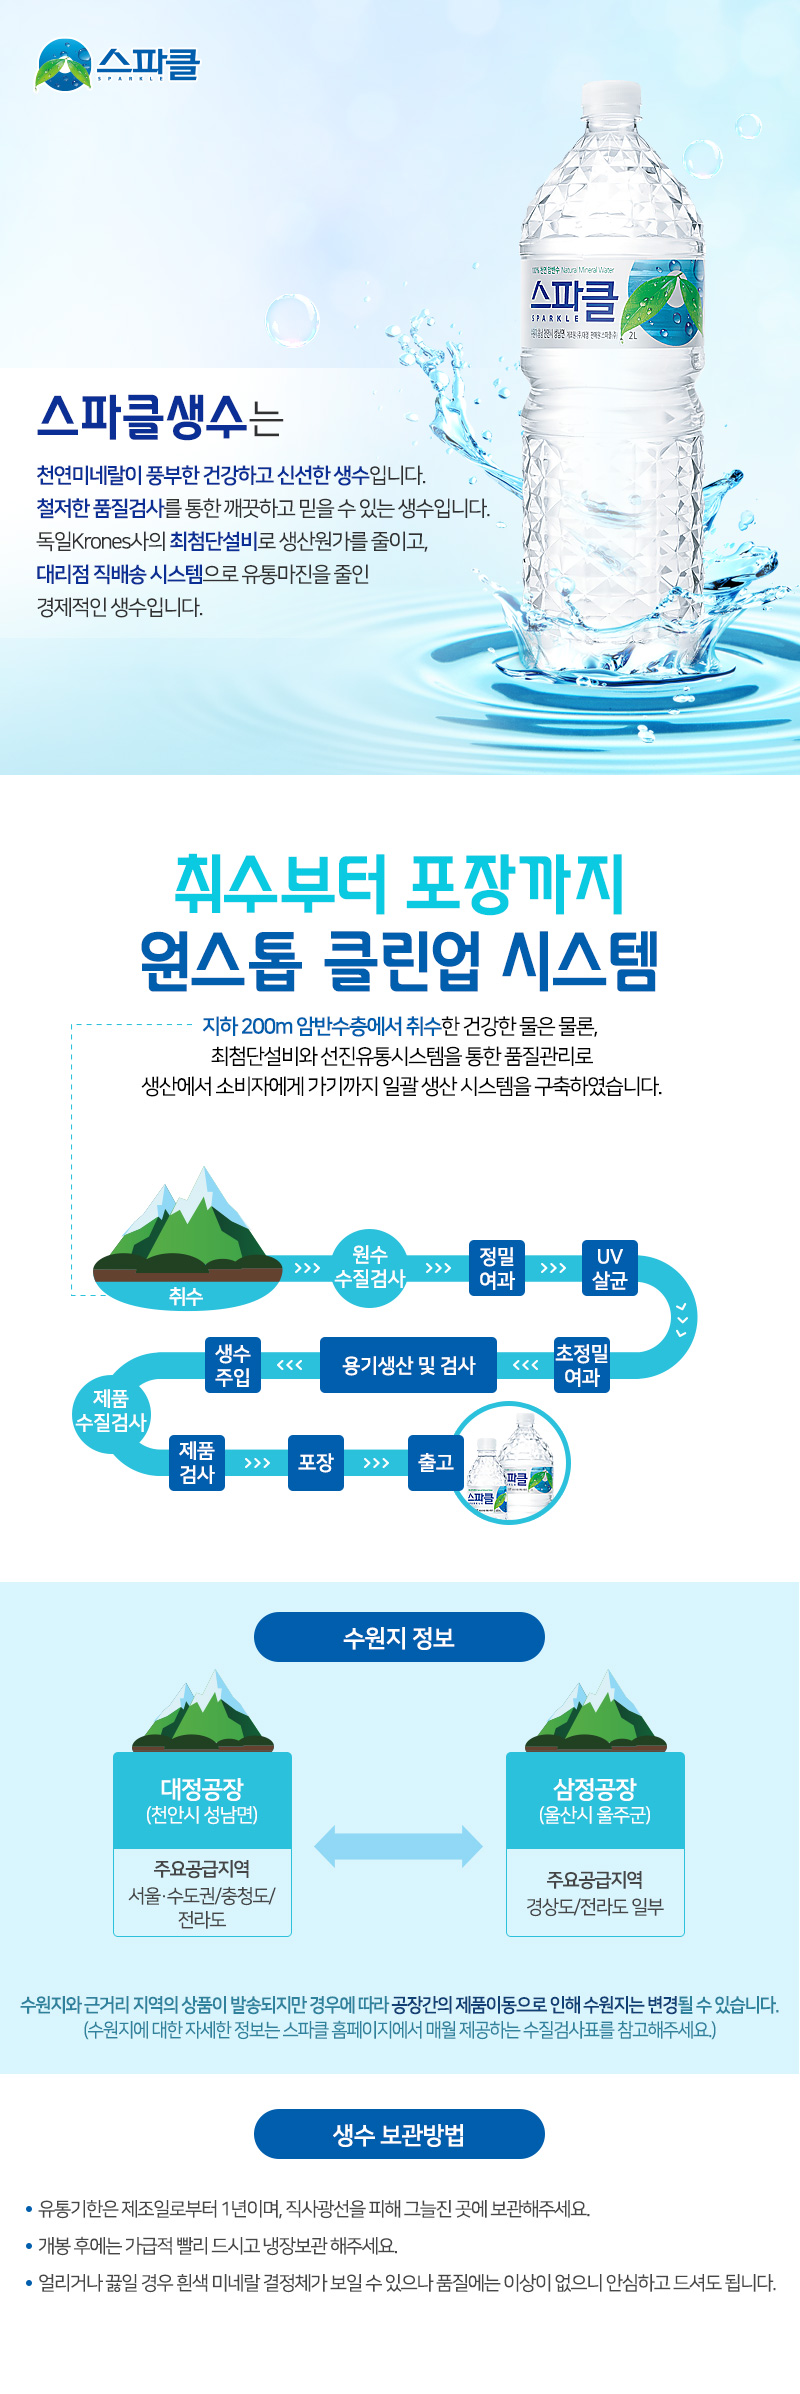 스파클
SPARKLE
100% 천연 암반수 Natural Mineral Water
스파클
SPARKLE
2L
스파클생수는
천연미네랄이 풍부한 건강하고 신선한 생수입니다.
철저한 품질검사를 통한 깨끗하고 믿을 수 있는 생수입니다.
독일Krones사의 최첨단설비로 생산원가를 줄이고,
대리점 직배송 시스템으로 유통마진을 줄인
경제적인 생수입니다.
취수부터 포장까지
원스톱 클린업 시스템
지하 200m 암반수층에서 취수한 건강한 물은 물론,
최첨단설비와 선진유통시스템을 통한 품질관리로
생산에서 소비자에게 가기까지 일괄 생산 시스템을 구축하였습니다.
취수
원수
수질검사
정밀
여과
UV
살균
초정밀
여과
용기생산 및 검사
생수
주입
제품
수질검사
제품
검사
포장
출고
스파클
파클
수원지 정보
대정공장
(천안시 성남면)
주요공급지역
서울·수도권/충청도/
전라도
삼정공장
(울산시 울주군)
주요공급지역
경상도/전라도 일부
수원지와 근거리 지역의 상품이 발송되지만 경우에 따라 공장간의 제품이동으로 인해 수원지는 변경될 수 있습니다.
(수원지에 대한 자세한 정보는 스파클 홈페이지에서 매월 제공하는 수질검사표를 참고해주세요.)
생수 보관방법
• 유통기한은 제조일로부터 1년이며, 직사광선을 피해 그늘진 곳에 보관해주세요.
• 개봉 후에는 가급적 빨리 드시고 냉장보관 해주세요.
• 얼리거나 끓일 경우 흰색 미네랄 결정체가 보일 수 있으나 품질에는 이상이 없으니 안심하고 드셔도 됩니다.